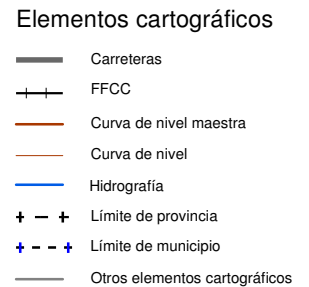 Elementos cartográficos
Carreteras
FFCC
Curva de nivel maestra
Curva de nivel
Hidrografía
Límite de provincia
Límite de municipio
Otros elementos cartográficos